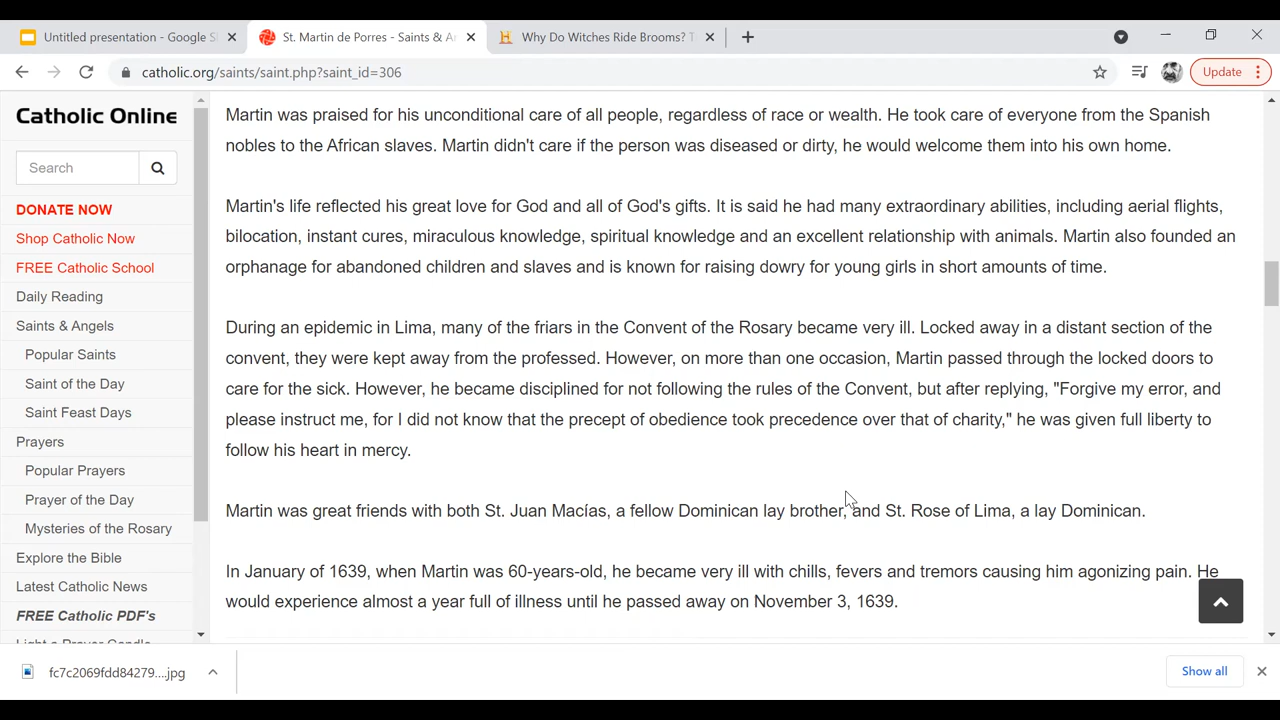 Untitled presentation - Google S
St. Martin de Porres - Saints & A
Why Do Witches Ride Brooms? T
catholic.org/saints/saint.php?saint_id=306
Update
Catholic Online
Search
DONATE NOW
Shop Catholic Now
FREE Catholic School
Daily Reading
Saints & Angels
Popular Saints
Saint of the Day
Saint Feast Days
Prayers
Popular Prayers
Prayer of the Day
Mysteries of the Rosary
Explore the Bible
Latest Catholic News
FREE Catholic PDF's
Light a Prayer Candle
Martin was praised for his unconditional care of all people, regardless of race or wealth. He took care of everyone from the Spanish
nobles to the African slaves. Martin didn't care if the person was diseased or dirty, he would welcome them into his own home.
Martin's life reflected his great love for God and all of God's gifts. It is said he had many extraordinary abilities, including aerial flights,
bilocation, instant cures, miraculous knowledge, spiritual knowledge and an excellent relationship with animals. Martin also founded an
orphanage for abandoned children and slaves and is known for raising dowry for young girls in short amounts of time.
During an epidemic in Lima, many of the friars in the Convent of the Rosary became very ill. Locked away in a distant section of the
convent, they were kept away from the professed. However, on more than one occasion, Martin passed through the locked doors to
care for the sick. However, he became disciplined for not following the rules of the Convent, but after replying, "Forgive my error, and
please instruct me, for I did not know that the precept of obedience took precedence over that of charity," he was given full liberty to
follow his heart in mercy.
Martin was great friends with both St. Juan Macías, a fellow Dominican lay brother, and St. Rose of Lima, a lay Dominican.
In January of 1639, when Martin was 60-years-old, he became very ill with chills, fevers and tremors causing him agonizing pain. He
would experience almost a year full of illness until he passed away on November 3, 1639.
fc7c2069fdd84279....jpg
Show all